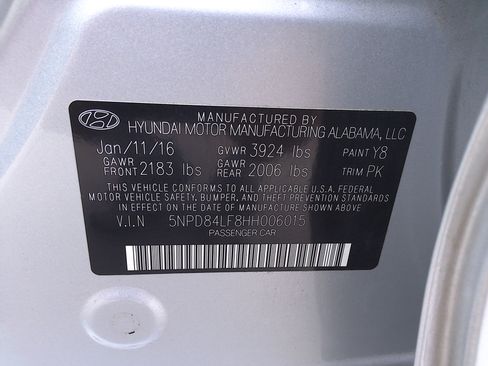 MANUFACTURED BY
HYUNDAI MOTOR MANUFACTURING ALABAMA, LLC
Jan/11/16 GVWR 3924 lbs PAINT Y8
GAWR FRONT 2183 lbs GAWR REAR 2006 lbs TRIM PK
THIS VEHICLE CONFORMS TO ALL APPLICABLE U.S.A. FEDERAL
MOTOR VEHICLE SAFETY, BUMPER, AND THEFT PREVENTION
STANDARDS IN EFFECT ON THE DATE OF MANUFACTURE SHOWN ABOVE.
V.I.N 5NPD84LF8HH006015
PASSENGER CAR